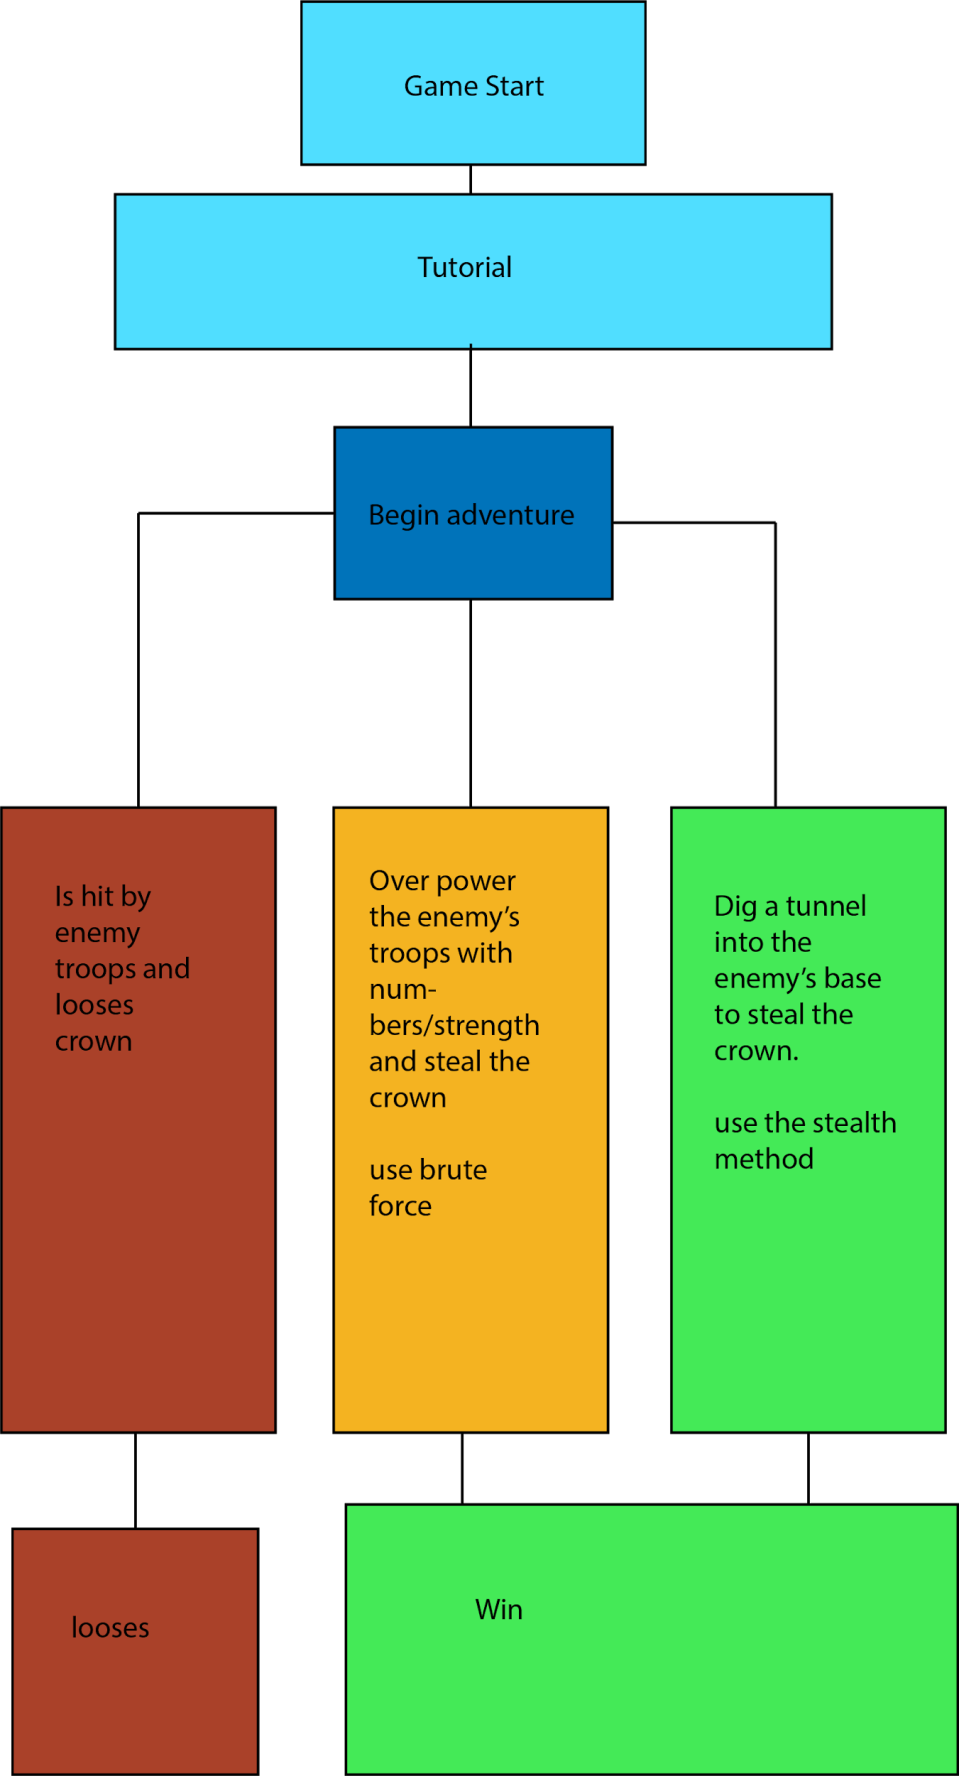 Game Start
Tutorial
Begin adventure
Is hit by
enemy
troops and
looses
crown
Over power
the enemy’s
troops with
num-
bers/strength
and steal the
crown
use brute
force
Dig a tunnel
into the
enemy’s base
to steal the
crown.
use the stealth
method
looses
Win